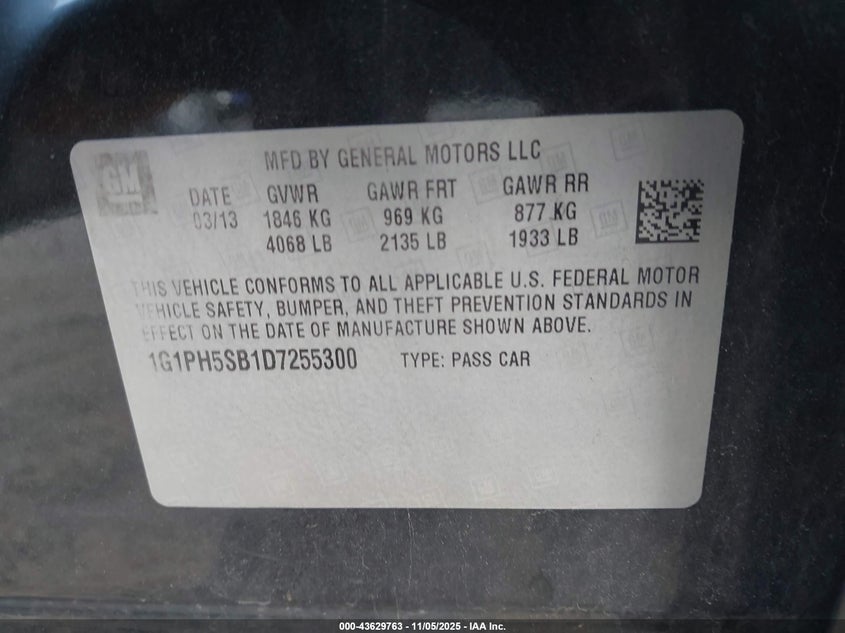 GM
MFD BY GENERAL MOTORS LLC
DATE GVWR GAWR FRT GAWR RR
03/13 1846 KG 969 KG 877 KG
4068 LB 2135 LB 1933 LB
THIS VEHICLE CONFORMS TO ALL APPLICABLE U.S. FEDERAL MOTOR
VEHICLE SAFETY, BUMPER, AND THEFT PREVENTION STANDARDS IN
EFFECT ON THE DATE OF MANUFACTURE SHOWN ABOVE.
1G1PH5SB1D7255300 TYPE: PASS CAR
000-43629763 - 11/05/2025 - IAA Inc.